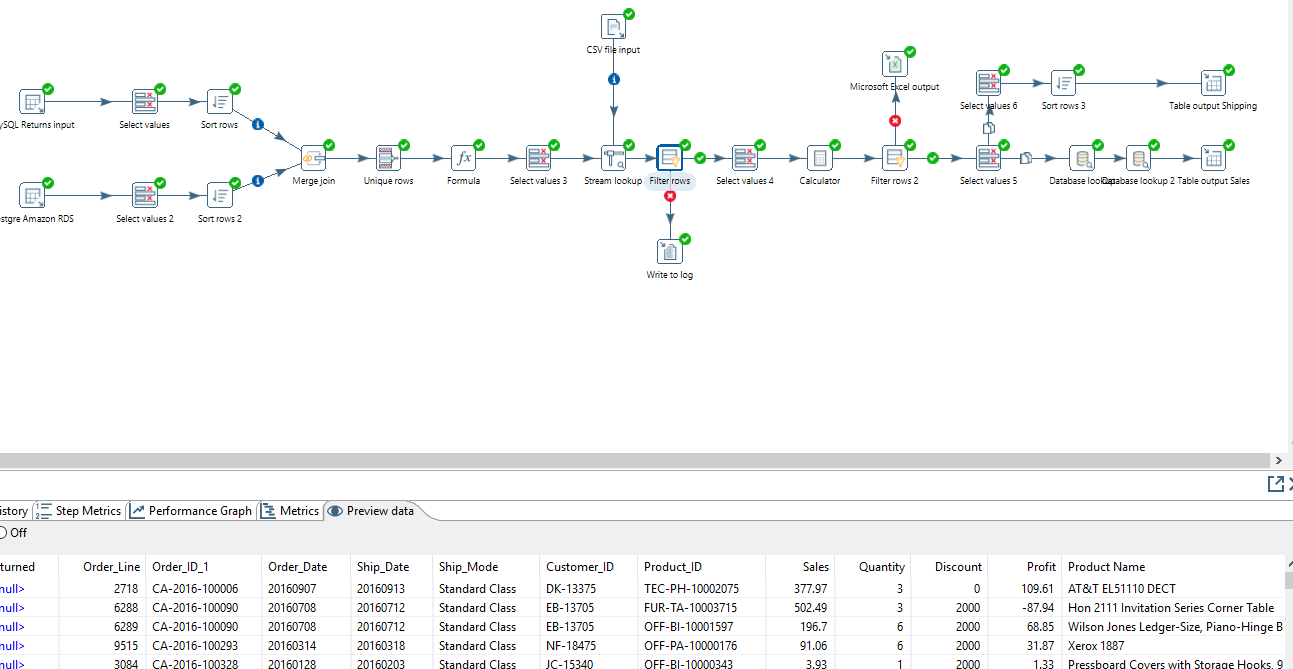 CSV file input
Microsoft Excel output
Select values 6
Sort rows 3
Table output Shipping
ySQL Returns input
Select values
Sort rows
Merge join
Unique rows
Formula
Select values 3
Stream lookup
Filter rows
Select values 4
Calculator
Filter rows 2
Select values 5
Database lookup
Database lookup 2
Table output Sales
stgre Amazon RDS
Select values 2
Sort rows 2
Write to log
istory Step Metrics Performance Graph Metrics Preview data
Off
turned Order_Line Order_ID_1 Order_Date Ship_Date Ship_Mode Customer_ID Product_ID Sales Quantity Discount Profit Product Name
null> 2718 CA-2016-100006 20160907 20160913 Standard Class DK-13375 TEC-PH-10002075 377.97 3 0 109.61 AT&T EL51110 DECT
null> 6288 CA-2016-100090 20160708 20160712 Standard Class EB-13705 FUR-TA-10003715 502.49 3 2000 -87.94 Hon 2111 Invitation Series Corner Table
null> 6289 CA-2016-100090 20160708 20160712 Standard Class EB-13705 OFF-BI-10001597 196.7 6 2000 68.85 Wilson Jones Ledger-Size, Piano-Hinge B
null> 9515 CA-2016-100293 20160314 20160318 Standard Class NF-18475 OFF-PA-10000176 91.06 6 2000 31.87 Xerox 1887
null> 3084 CA-2016-100328 20160128 20160203 Standard Class JC-15340 OFF-BI-10000343 3.93 1 2000 1.33 Pressboard Covers with Storage Hooks, 9